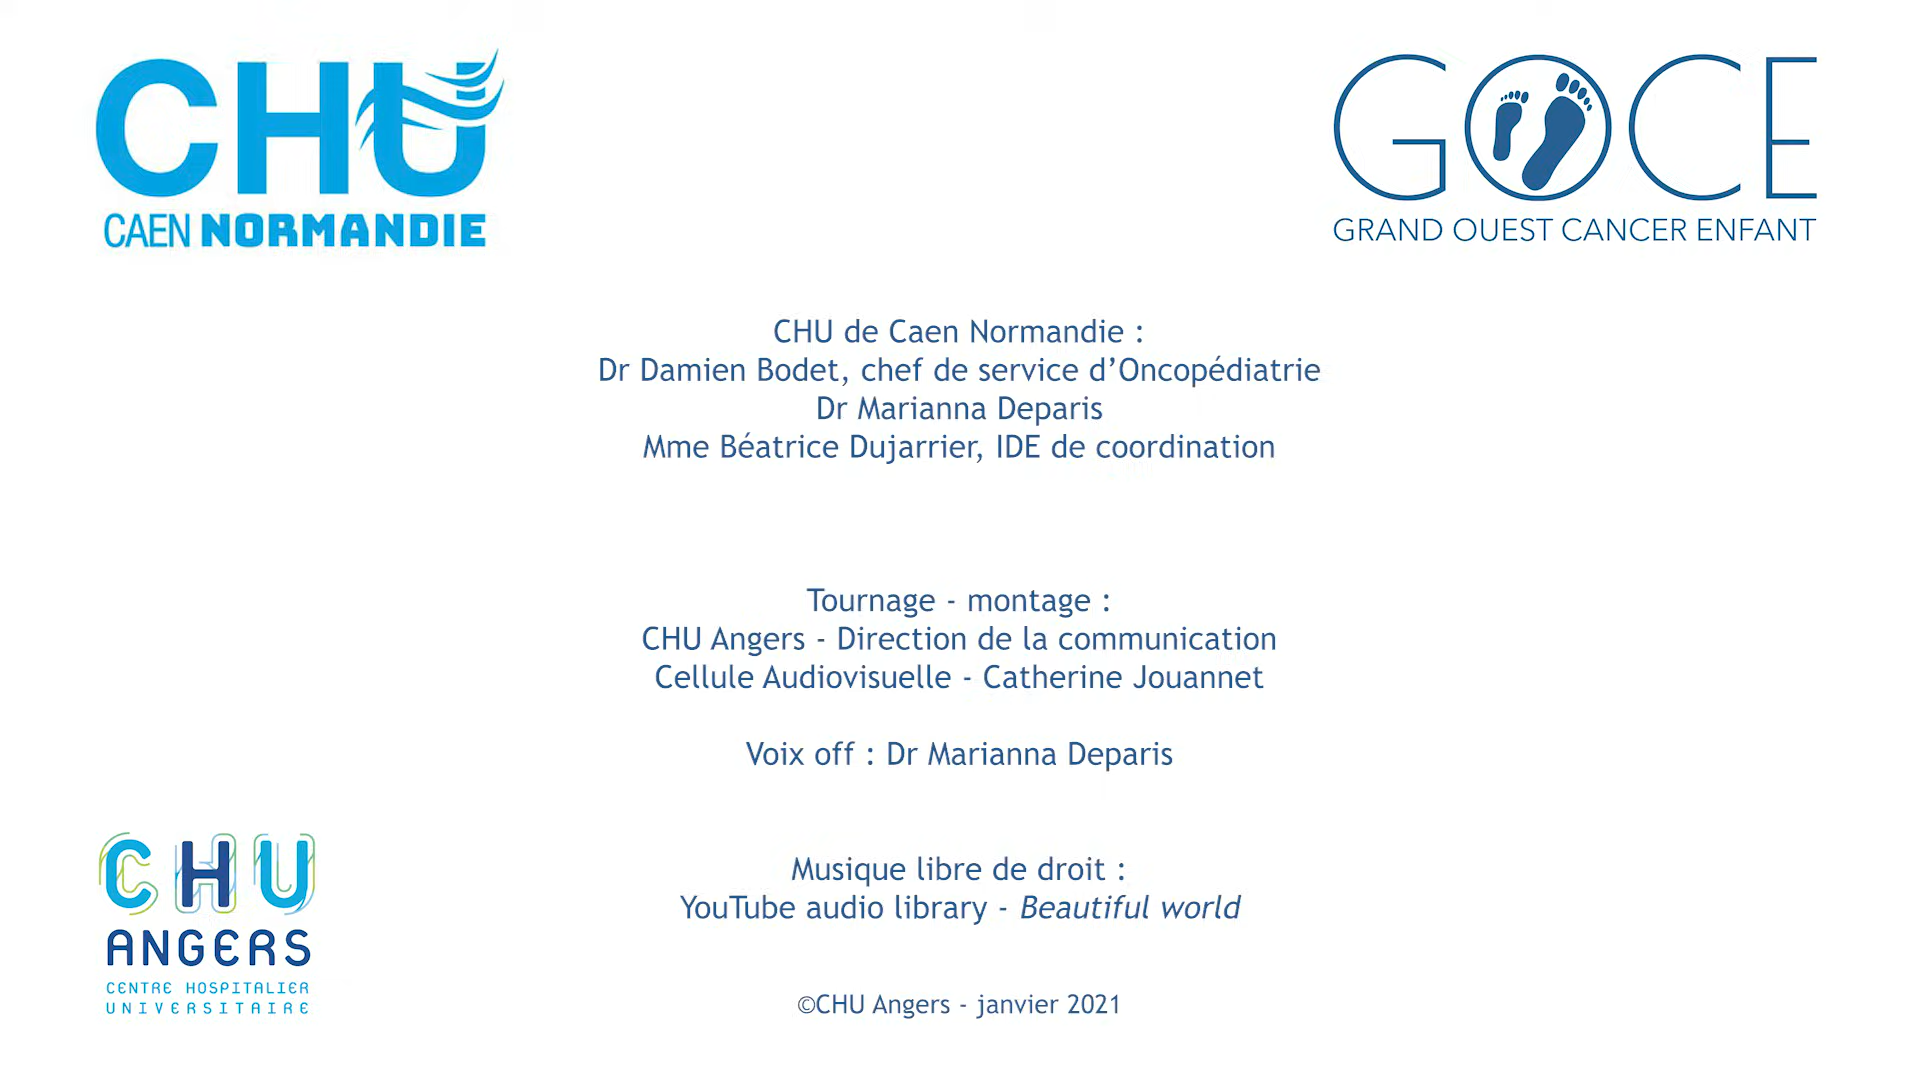 CHU
CAEN NORMANDIE
GOCE
GRAND OUEST CANCER ENFANT
CHU de Caen Normandie :
Dr Damien Bodet, chef de service d’Oncopédiatrie
Dr Marianna Deparis
Mme Béatrice Dujarrier, IDE de coordination
Tournage - montage :
CHU Angers - Direction de la communication
Cellule Audiovisuelle - Catherine Jouannet
Voix off : Dr Marianna Deparis
Musique libre de droit :
YouTube audio library - Beautiful world
CHU
ANGERS
CENTRE HOSPITALIER
UNIVERSITAIRE
©CHU Angers - janvier 2021